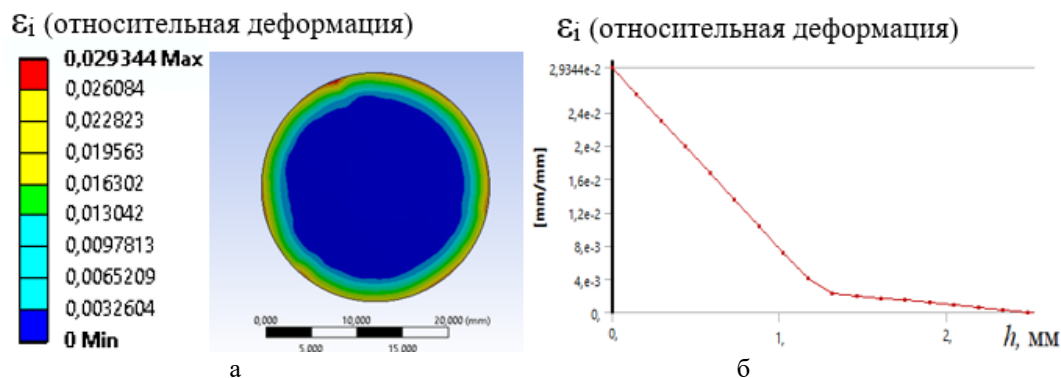 εi (относительная деформация)
0,029344 Max
0,026084
0,022823
0,019563
0,016302
0,013042
0,0097813
0,0065209
0,0032604
0 Min
0,000
10,000
20,000 (mm)
5,000
15,000
а
εi (относительная деформация)
2,9344e-2
2,4e-2
2,e-2
1,6e-2
1,2e-2
8,e-3
4,e-3
0,
[mm/mm]
0,
1,
2,
h, мм
б